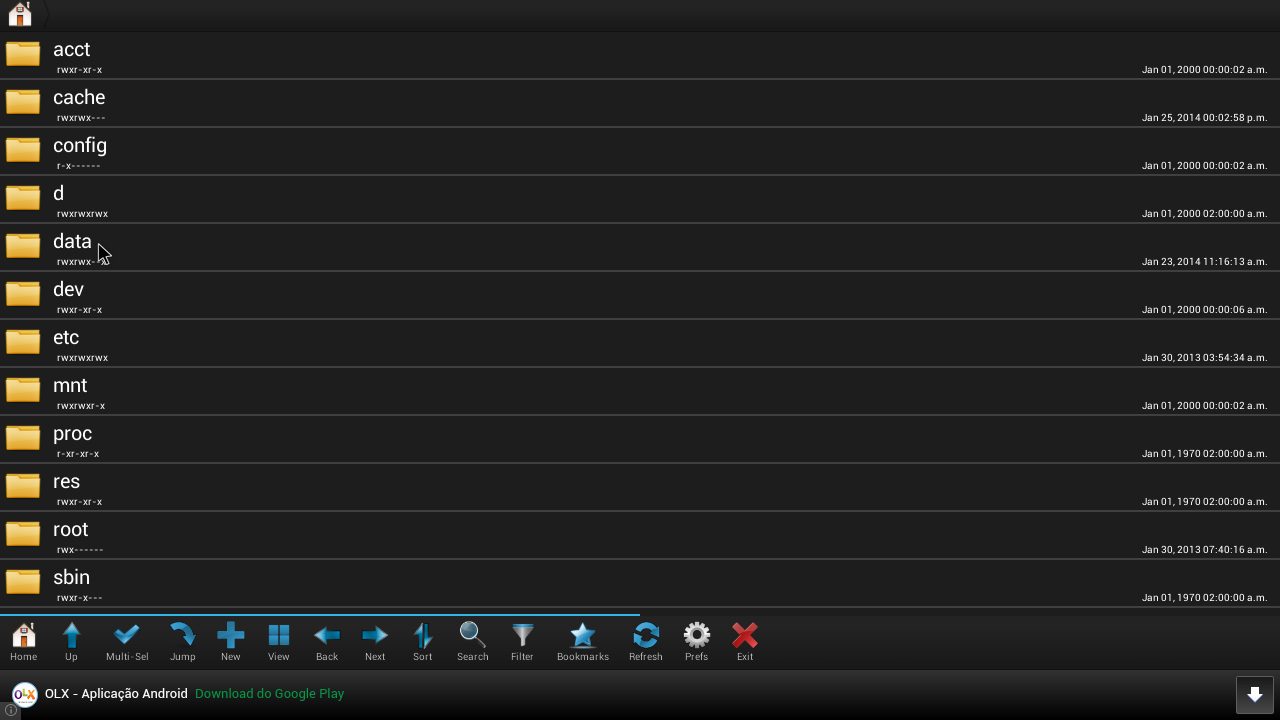 acct
rwxr-xr-x Jan 01, 2000 00:00:02 a.m.
cache
rwxrwx--- Jan 25, 2014 00:02:58 p.m.
config
r-x------ Jan 01, 2000 00:00:02 a.m.
d
rwxrwxrwx Jan 01, 2000 02:00:00 a.m.
data
rwxrwx--x Jan 23, 2014 11:16:13 a.m.
dev
rwxr-xr-x Jan 01, 2000 00:00:06 a.m.
etc
rwxrwxrwx Jan 30, 2013 03:54:34 a.m.
mnt
rwxrwxr-x Jan 01, 2000 00:00:02 a.m.
proc
r-xr-xr-x Jan 01, 1970 02:00:00 a.m.
res
rwxr-xr-x Jan 01, 1970 02:00:00 a.m.
root
rwx------ Jan 30, 2013 07:40:16 a.m.
sbin
rwxr-x--- Jan 01, 1970 02:00:00 a.m.
Home Up Multi-Sel Jump New View Back Next Sort Search Filter Bookmarks Refresh Prefs Exit
OLX OLX - Aplicação Android Download do Google Play